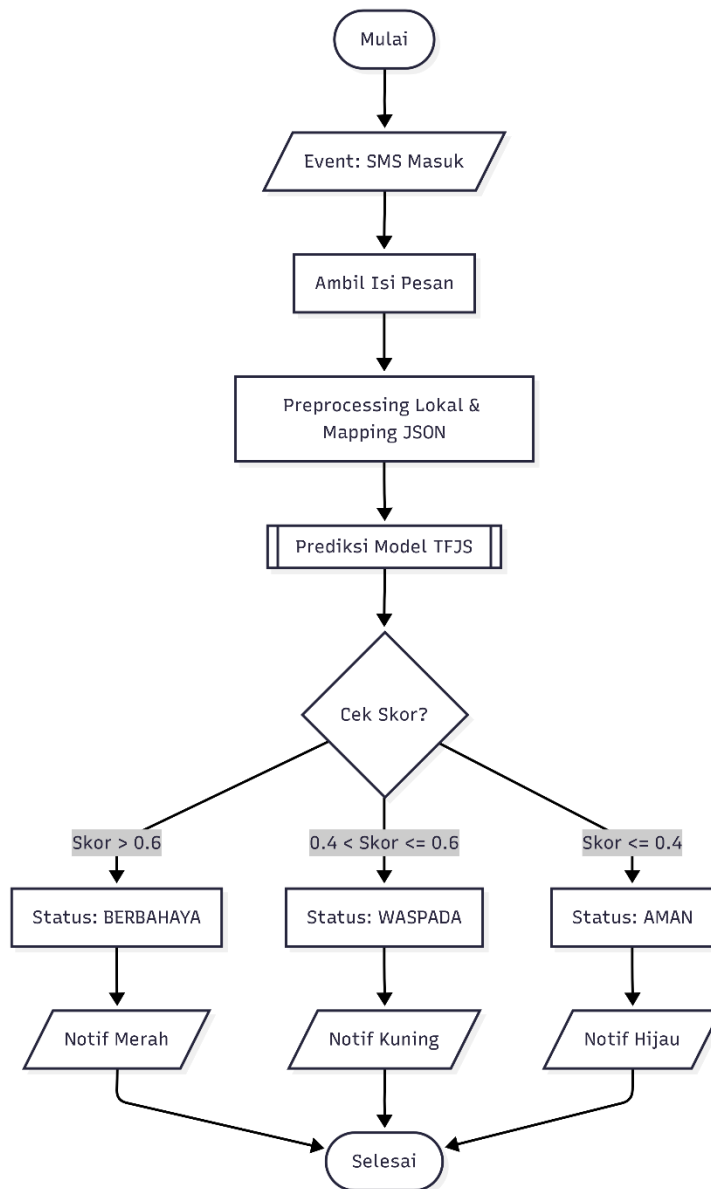 Mulai
Event: SMS Masuk
Ambil Isi Pesan
Preprocessing Lokal &
Mapping JSON
Prediksi Model TFJS
Cek Skor?
Skor > 0.6
0.4 < Skor <= 0.6
Skor <= 0.4
Status: BERBAHAYA
Status: WASPADA
Status: AMAN
Notif Merah
Notif Kuning
Notif Hijau
Selesai